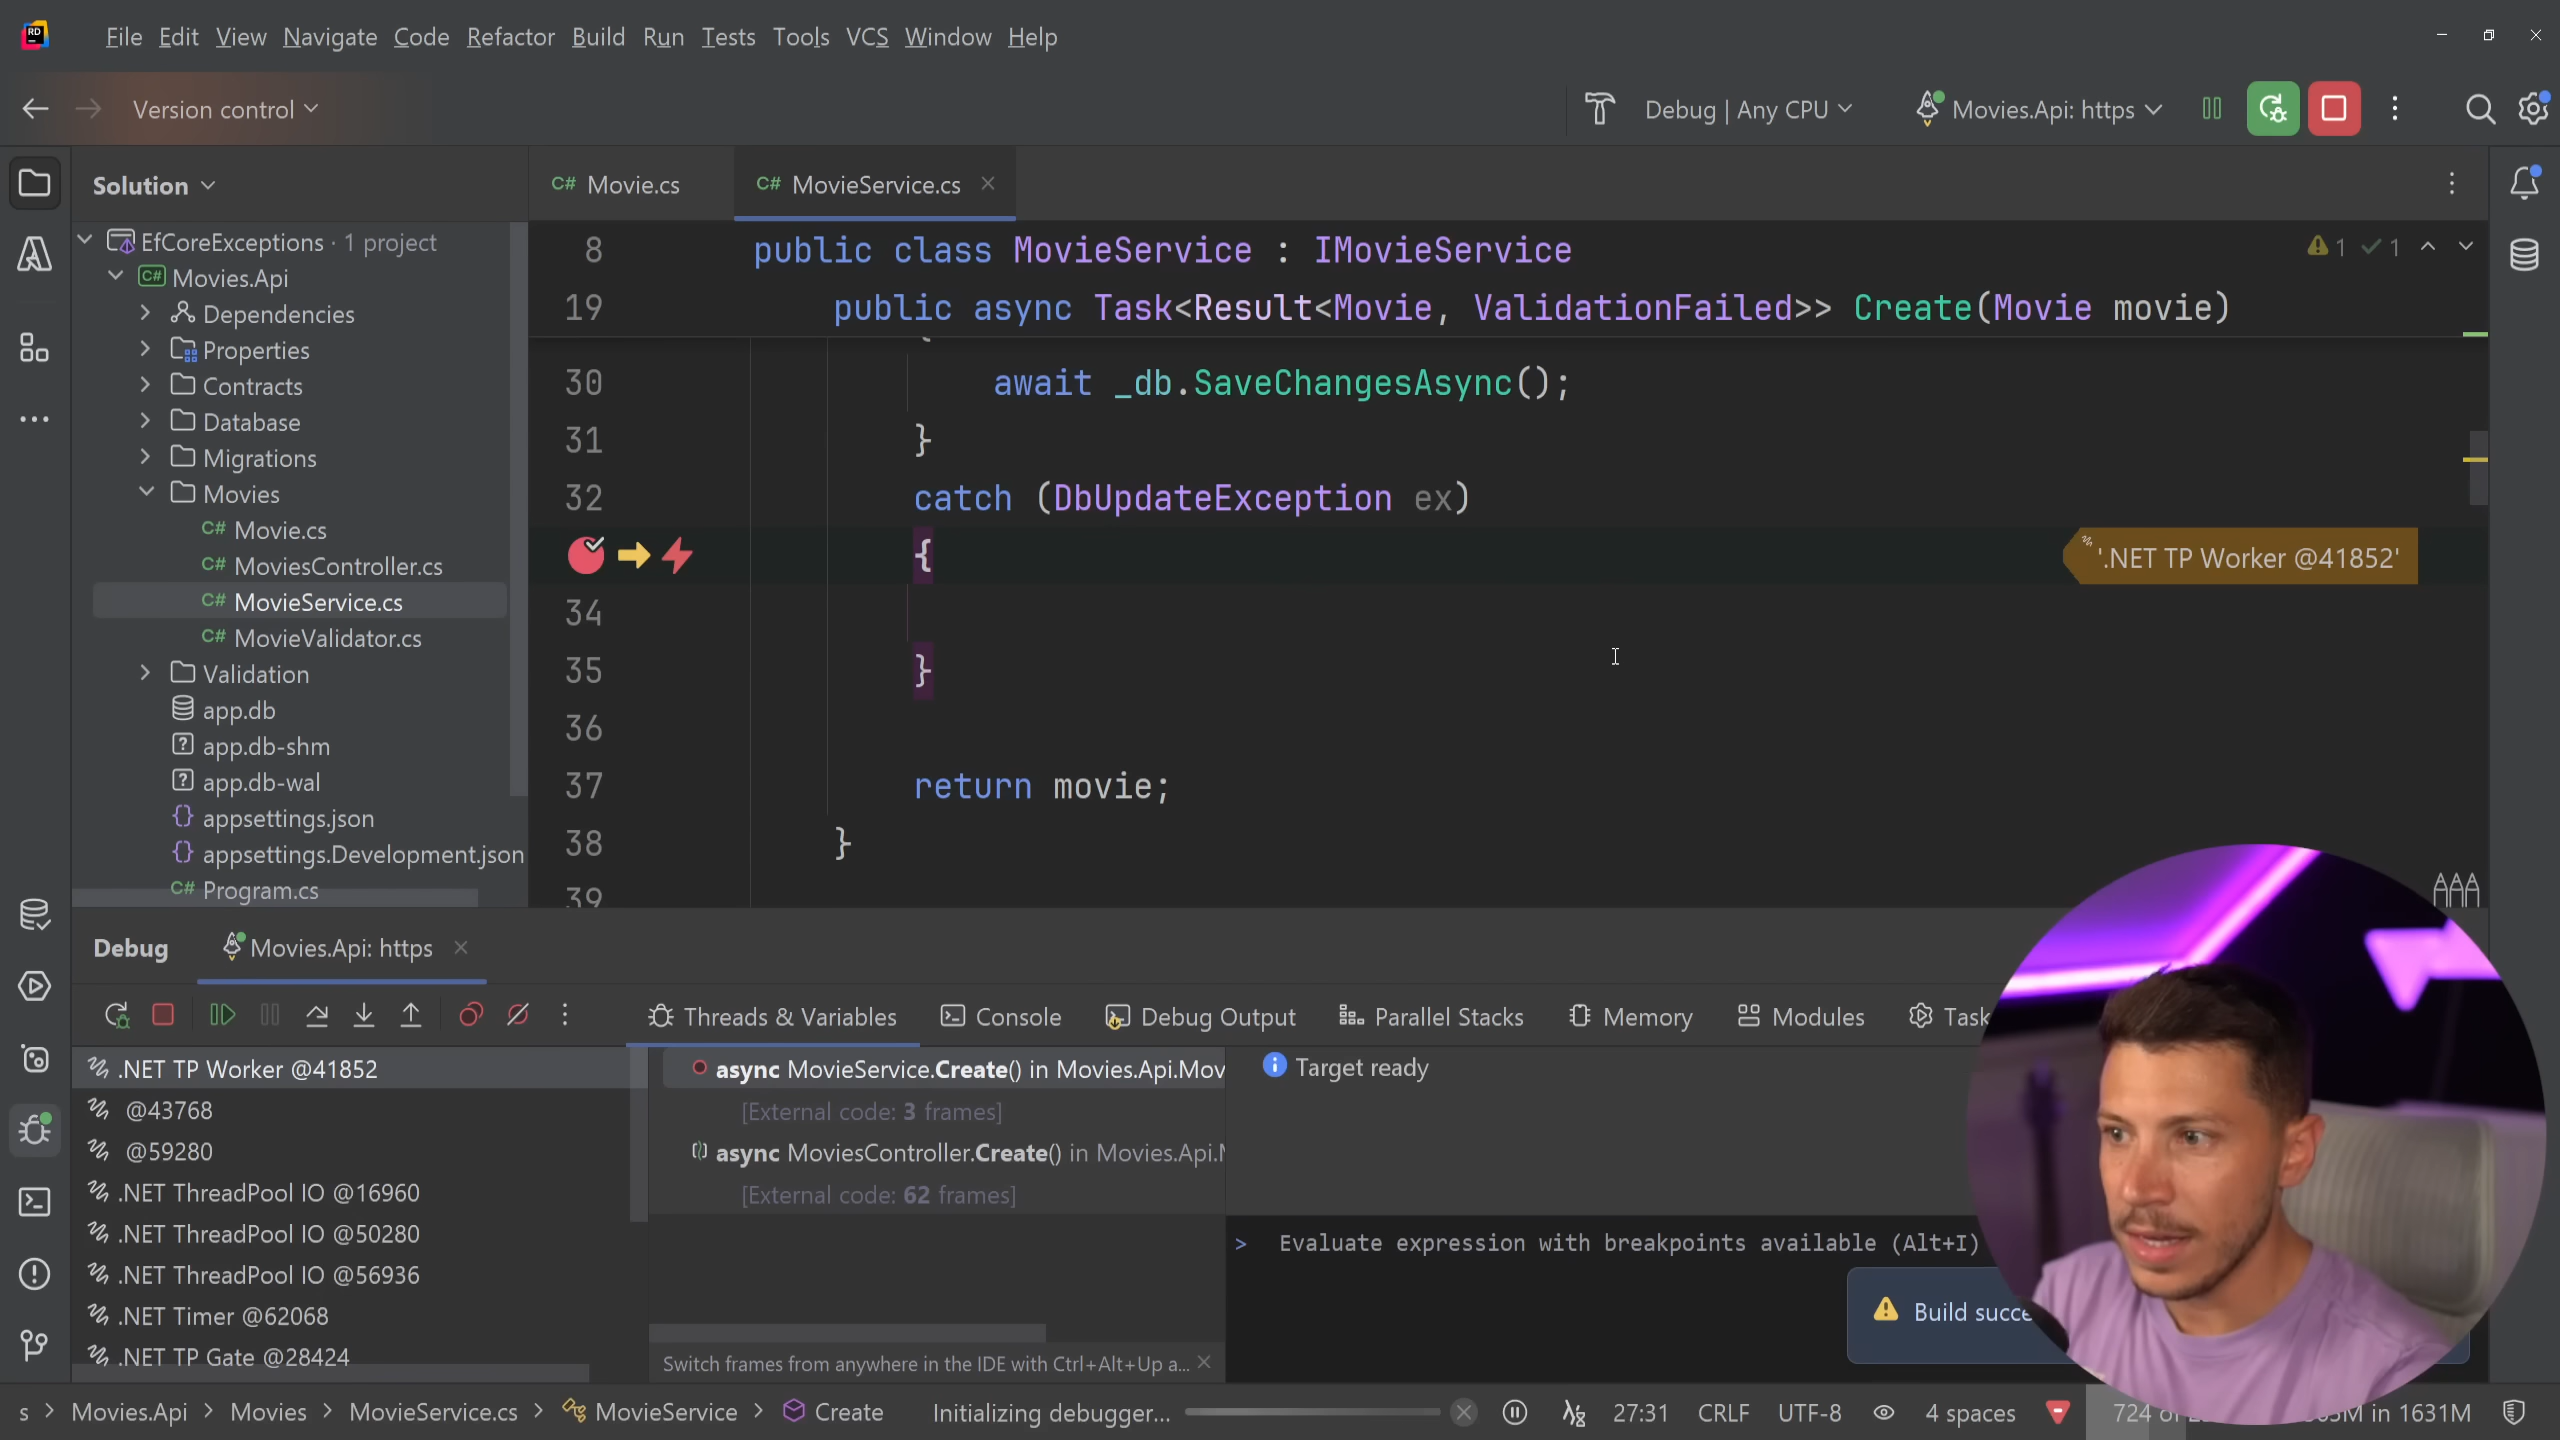 RD
File Edit View Navigate Code Refactor Build Run Tests Tools VCS Window Help
Version control
Debug | Any CPU
Movies.Api: https
Solution
C# Movie.cs
C# MovieService.cs
EfCoreExceptions · 1 project
C# Movies.Api
Dependencies
Properties
Contracts
Database
Migrations
Movies
C# Movie.cs
C# MoviesController.cs
C# MovieService.cs
C# MovieValidator.cs
Validation
app.db
app.db-shm
app.db-wal
appsettings.json
appsettings.Development.json
C# Program.cs
8 public class MovieService : IMovieService
1 1
19 public async Task<Result<Movie, ValidationFailed>> Create(Movie movie)
{
30 await _db.SaveChangesAsync();
31 }
32 catch (DbUpdateException ex)
{
'.NET TP Worker @41852'
34
35 }
36
37 return movie;
38 }
39
Debug
Movies.Api: https
Threads & Variables
Console
Debug Output
Parallel Stacks
Memory
Modules
Task
.NET TP Worker @41852
@43768
@59280
.NET ThreadPool IO @16960
.NET ThreadPool IO @50280
.NET ThreadPool IO @56936
.NET Timer @62068
.NET TP Gate @28424
async MovieService.Create() in Movies.Api.Mov
[External code: 3 frames]
async MoviesController.Create() in Movies.Api.M
[External code: 62 frames]
Switch frames from anywhere in the IDE with Ctrl+Alt+Up a...
Target ready
> Evaluate expression with breakpoints available (Alt+I)
Build succe
s > Movies.Api > Movies > MovieService.cs > MovieService > Create
Initializing debugger...
27:31 CRLF UTF-8 4 spaces
724 of
M in 1631M